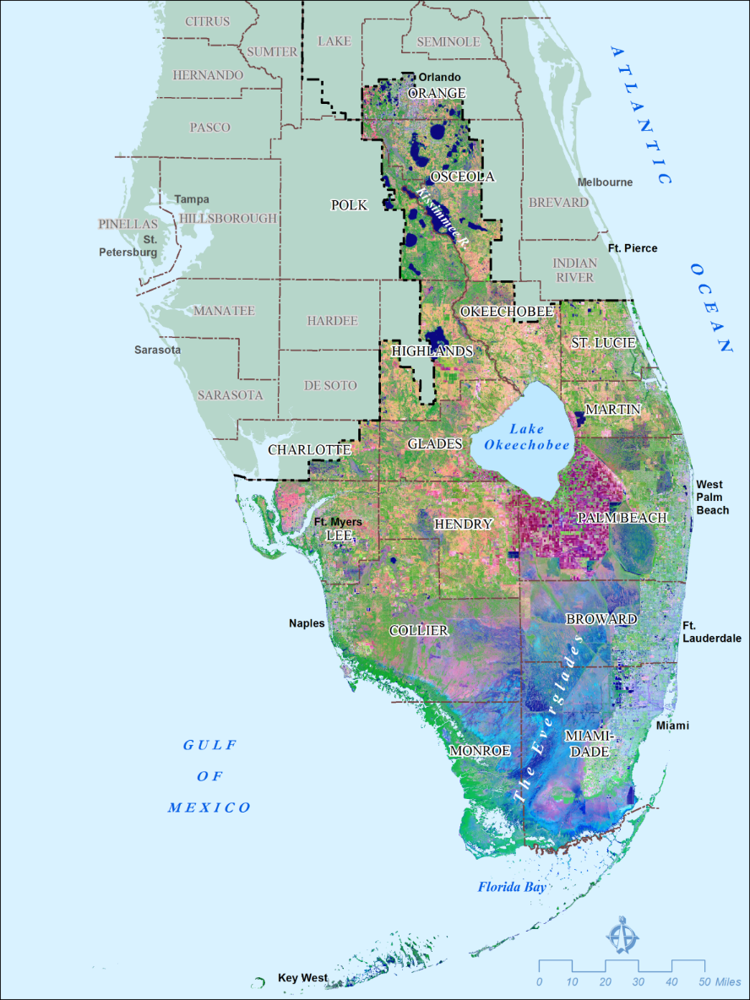 CITRUS
SUMTER
LAKE
SEMINOLE
HERNANDO
Orlando
ORANGE
PASCO
ATLANTIC
OCEAN
OSCEOLA
Melbourne
POLK
Kissimmee R.
BREVARD
Tampa
HILLSBOROUGH
PINELLAS
St.
Petersburg
Ft. Pierce
INDIAN
RIVER
MANATEE
HARDEE
OKEECHOBEE
ST. LUCIE
Sarasota
HIGHLANDS
SARASOTA
DE SOTO
MARTIN
Lake
Okeechobee
CHARLOTTE
GLADES
West
Palm
Beach
PALM BEACH
Ft. Myers
LEE
HENDRY
Naples
COLLIER
BROWARD
Ft.
Lauderdale
The Everglades
Miami
MIAMI-
DADE
MONROE
GULF
OF
MEXICO
Florida Bay
Key West
0 10 20 30 40 50 Miles